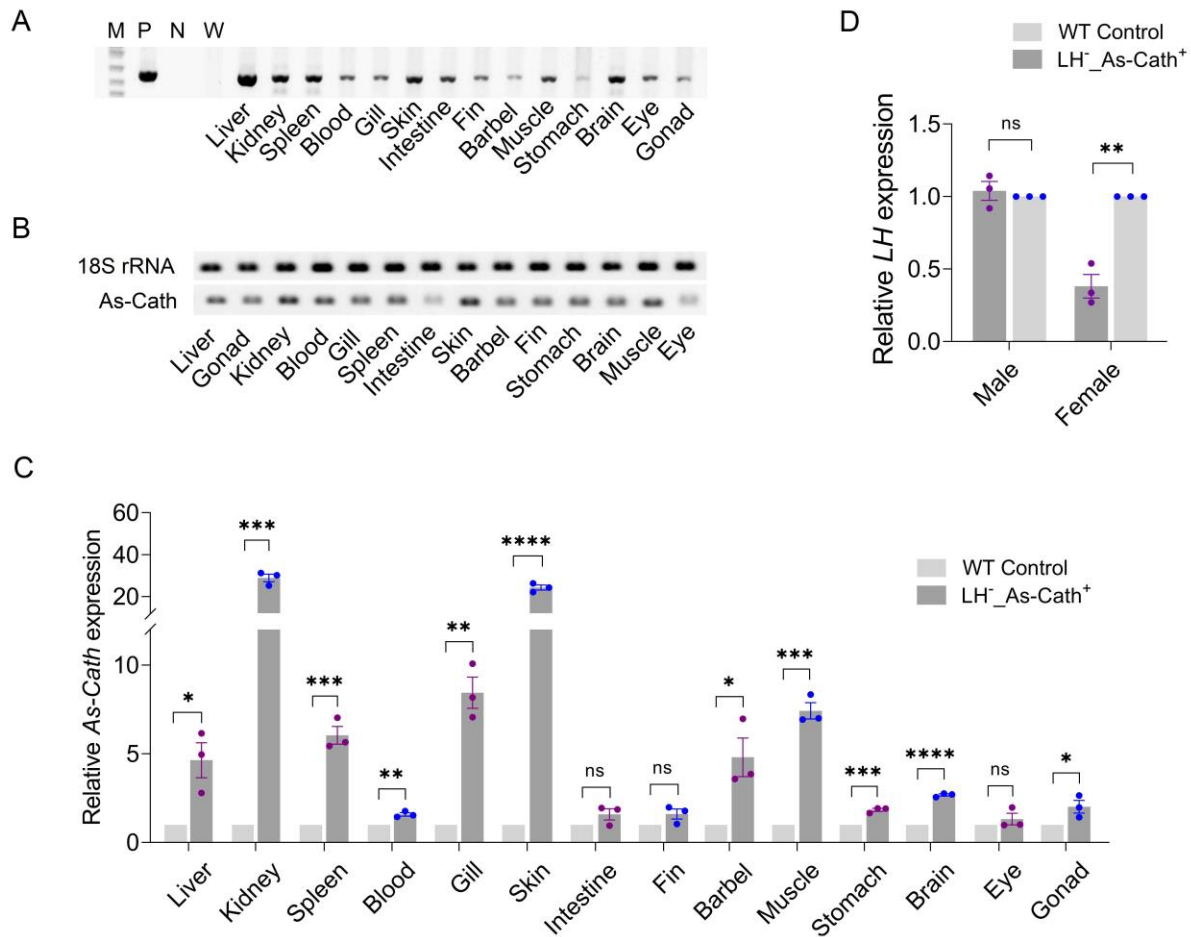 A
M P N W
Liver Kidney Spleen Blood Gill Skin Intestine Fin Barbel Muscle Stomach Brain Eye Gonad
B
18S rRNA
As-Cath
Liver Gonad Kidney Blood Gill Spleen Intestine Skin Barbel Fin Stomach Brain Muscle Eye
D
WT Control
LH⁻_As-Cath⁺
Relative LH expression
1.5
1.0
0.5
0.0
ns **
Male Female
C
Relative As-Cath expression
60
40
20
10
5
0
* *** *** ** ** **** ns ns * *** *** **** ns *
WT Control
LH⁻_As-Cath⁺
Liver Kidney Spleen Blood Gill Skin Intestine Fin Barbel Muscle Stomach Brain Eye Gonad